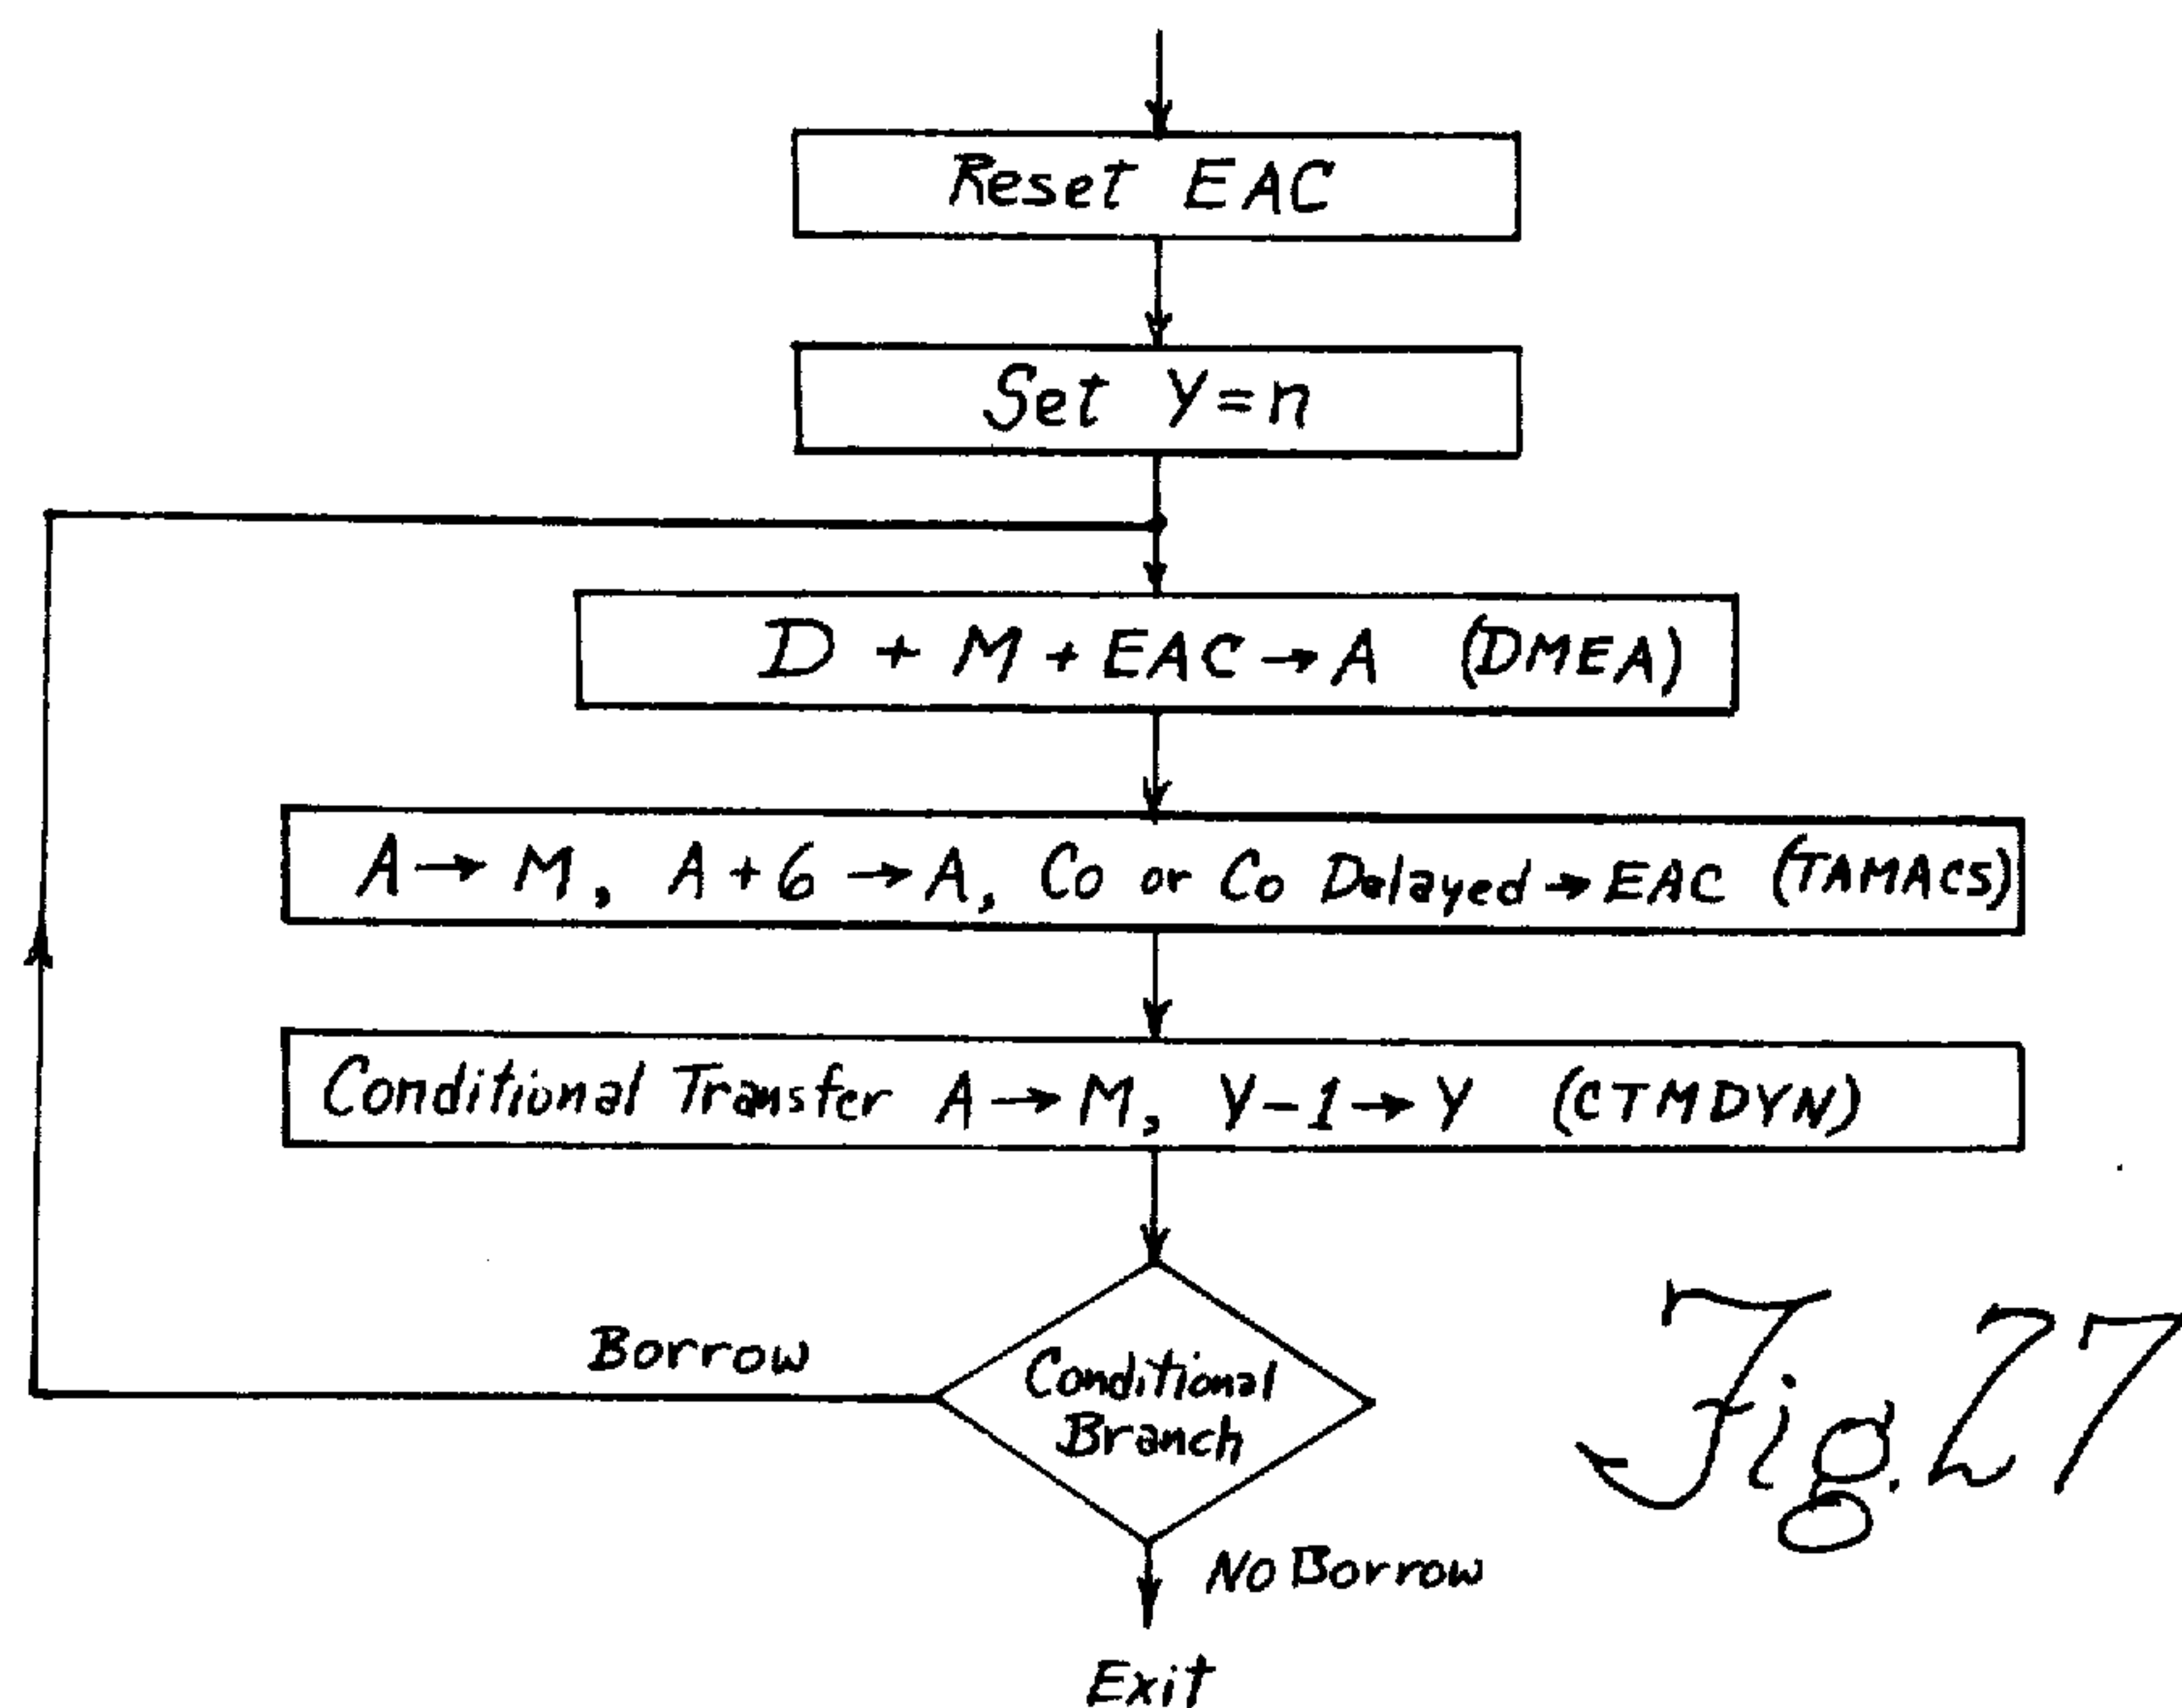 Reset EAC
Set Y=n
D + M + EAC → A (DMEA)
A → M, A + 6 → A, Co or Co Delayed → EAC (TAMACS)
Conditional Transfer A → M, Y-1 → Y (CTMDYN)
Borrow
Conditional
Branch
No Borrow
Exit
Fig. 27